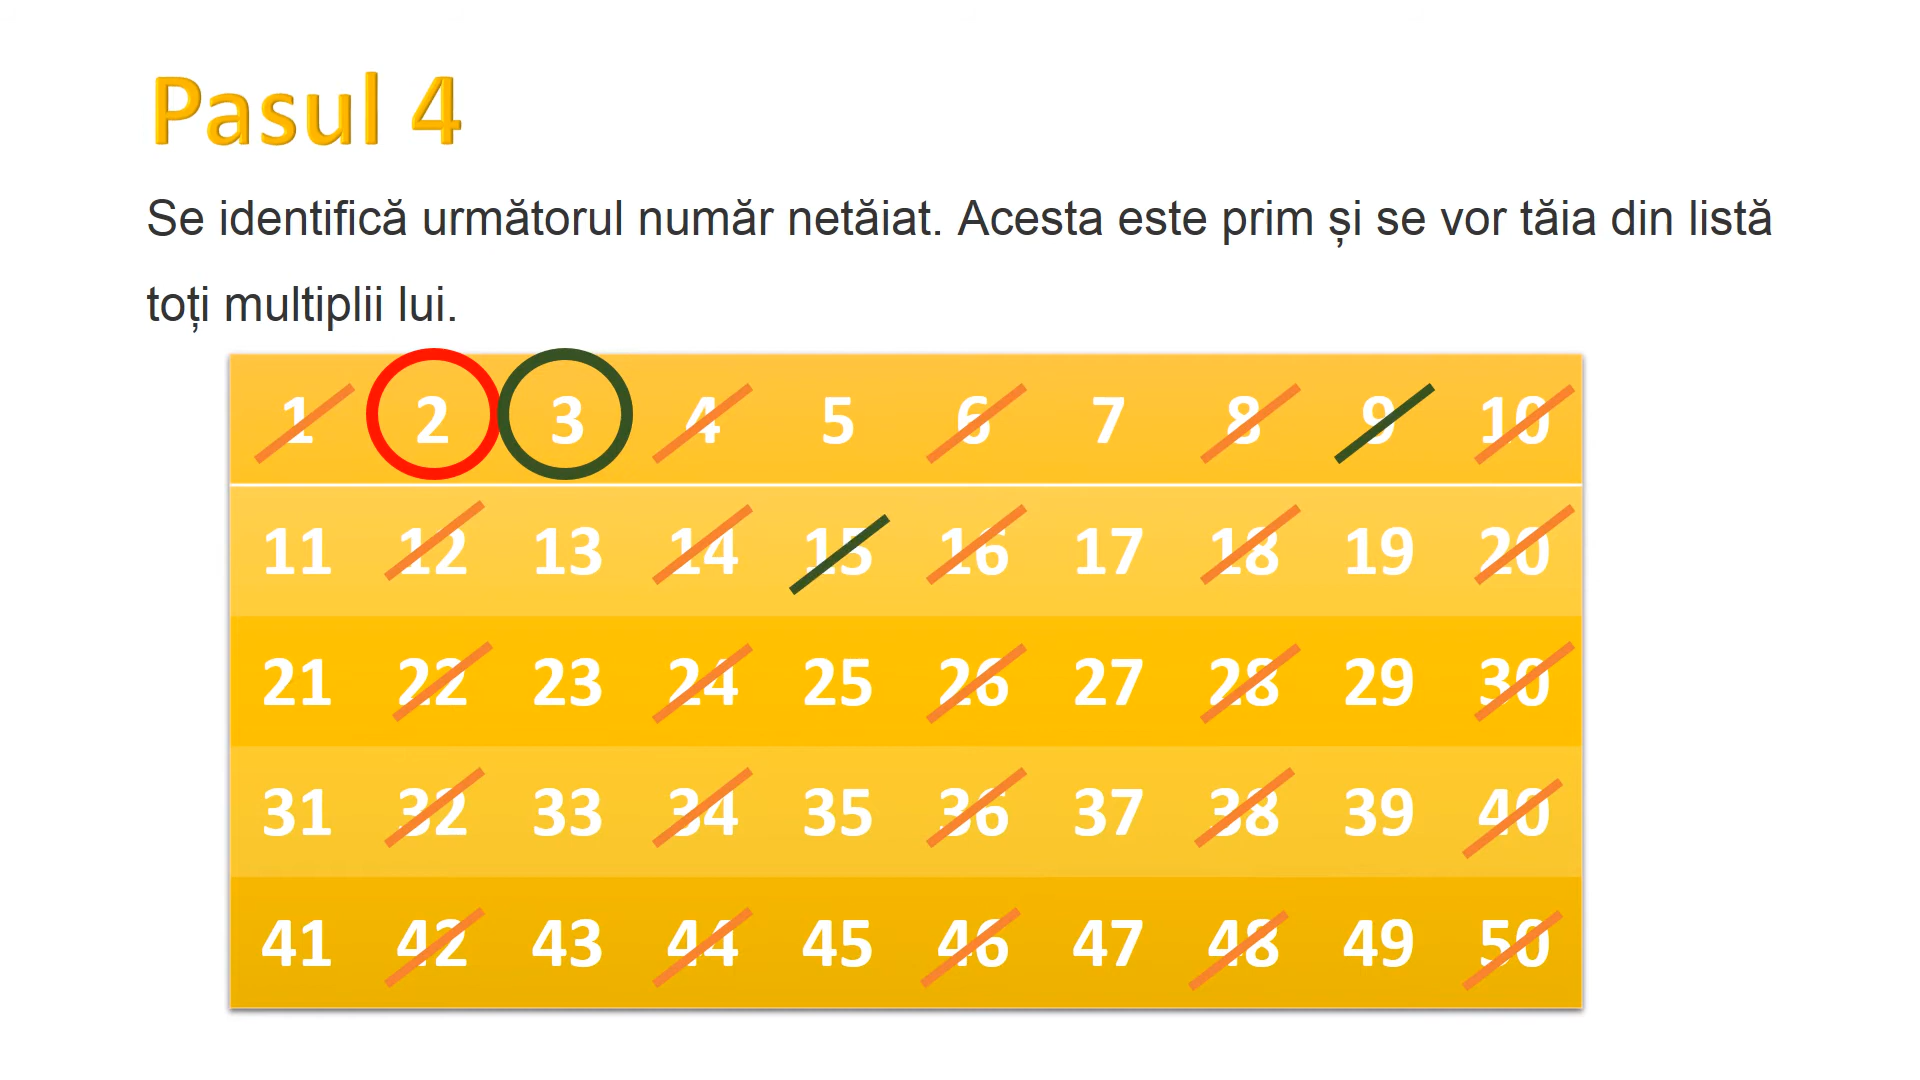 Pasul 4
Se identifică următorul număr netăiat. Acesta este prim și se vor tăia din listă
toți multiplii lui.
1 2 3 4 5 6 7 8 9 10
11 12 13 14 15 16 17 18 19 20
21 22 23 24 25 26 27 28 29 30
31 32 33 34 35 36 37 38 39 40
41 42 43 44 45 46 47 48 49 50